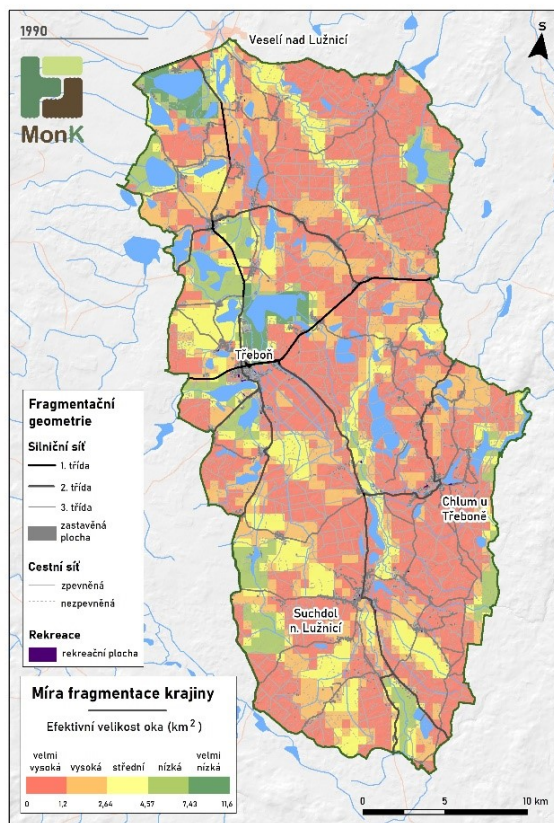 1990
MonK
Veselí nad Lužnicí
S
Třeboň
Chlum u
Třeboně
Suchdol
n. Lužnicí
Fragmentační
geometrie
Silniční síť
1. třída
2. třída
3. třída
zastavěná
plocha
Cestní síť
zpevněná
nezpevněná
Rekreace
rekreační plocha
Míra fragmentace krajiny
Efektivní velikost oka (km²)
velmi vysoká střední nízká velmi
vysoká nízká
0 1,2 2,64 4,57 7,43 11,6
0 5 10 km